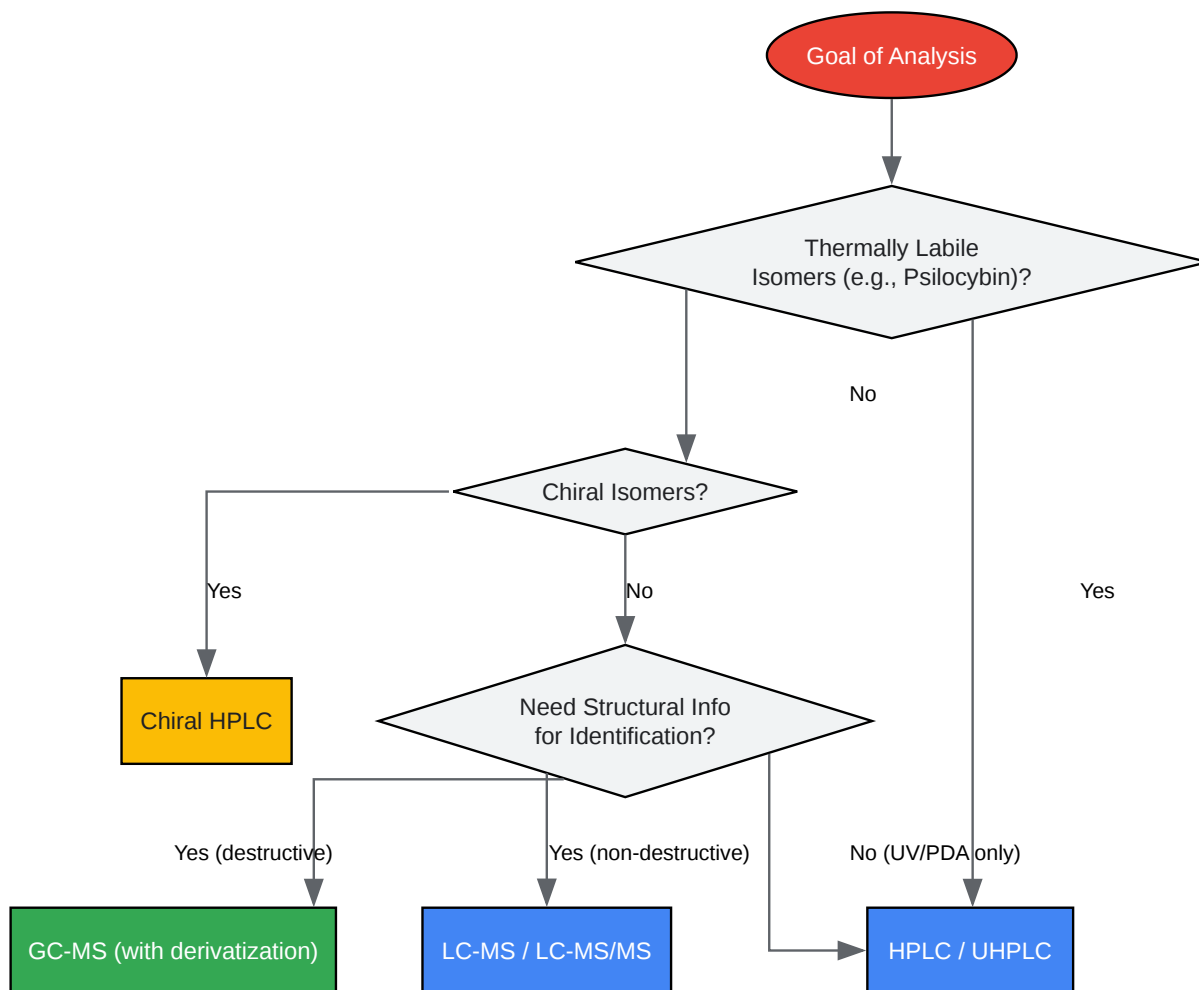 Goal of Analysis
Thermally Labile
Isomers (e.g., Psilocybin)?
No
Chiral Isomers?
Yes
No
Yes
Chiral HPLC
Need Structural Info
for Identification?
Yes (destructive)
Yes (non-destructive)
No (UV/PDA only)
GC-MS (with derivatization)
LC-MS / LC-MS/MS
HPLC / UHPLC